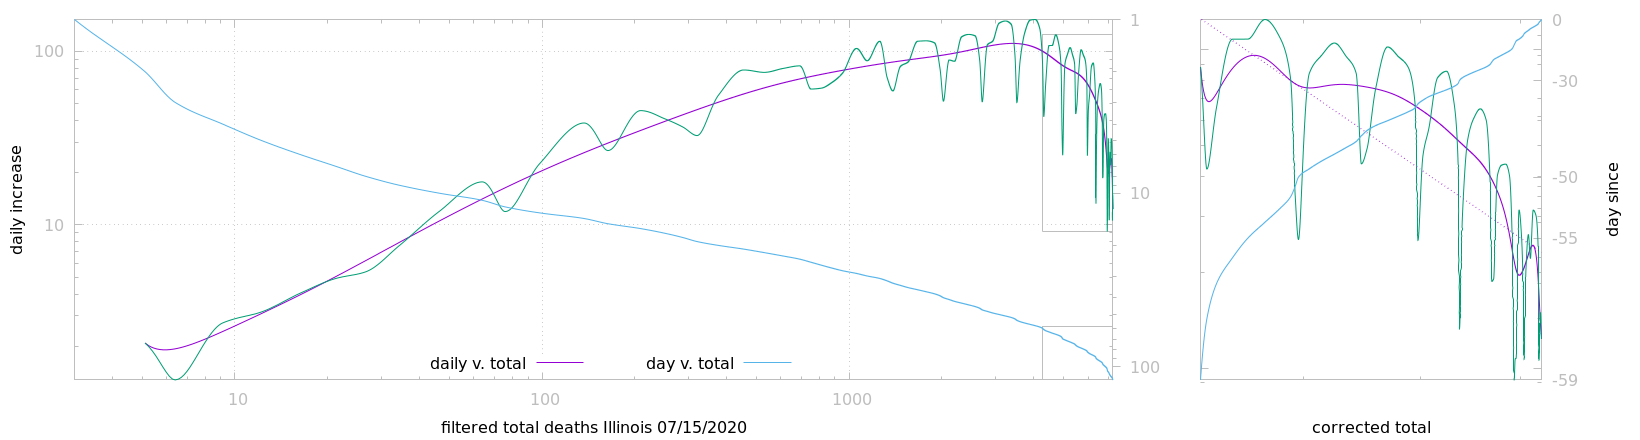 100
10
daily increase
10
100
1000
filtered total deaths Illinois 07/15/2020
daily v. total
day v. total
1
10
100
0
-30
-50
-55
-59
day since
corrected total